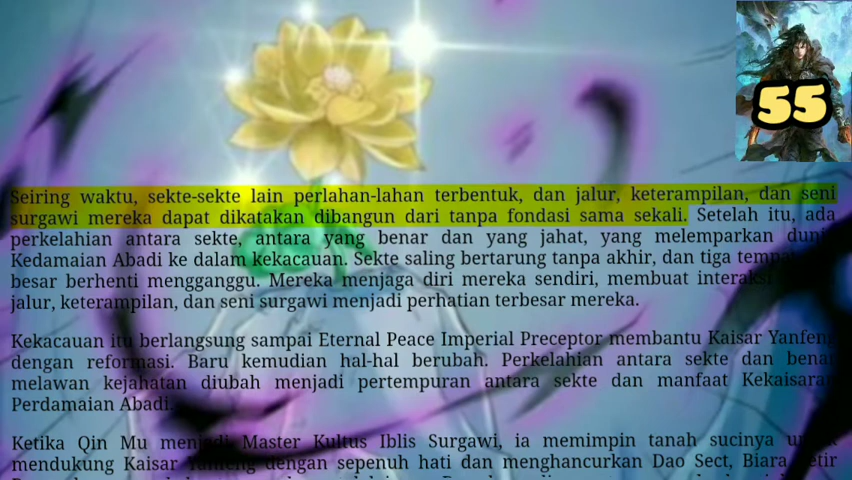 55
Seiring waktu, sekte-sekte lain perlahan-lahan terbentuk, dan jalur, keterampilan, dan seni
surgawi mereka dapat dikatakan dibangun dari tanpa fondasi sama sekali. Setelah itu, ada
perkelahian antara sekte, antara yang benar dan yang jahat, yang melemparkan dunia
Kedamaian Abadi ke dalam kekacauan. Sekte saling bertarung tanpa akhir, dan tiga
besar berhenti mengganggu. Mereka menjaga diri mereka sendiri, membuat
jalur, keterampilan, dan seni surgawi menjadi perhatian terbesar mereka.
Kekacauan itu berlangsung sampai Eternal Peace Imperial Preceptor membantu Kaisar Yanfeng
dengan reformasi. Baru kemudian hal-hal berubah. Perkelahian antara sekte dan benar
melawan kejahatan diubah menjadi pertempuran antara sekte dan manfaat Kekaisaran
Perdamaian Abadi.
Ketika Qin Mu menjadi Master Kultus Iblis Surgawi, ia memimpin tanah sucinya untuk
mendukung Kaisar Yanfeng dengan sepenuh hati dan menghancurkan Dao Sect, Biara Petir